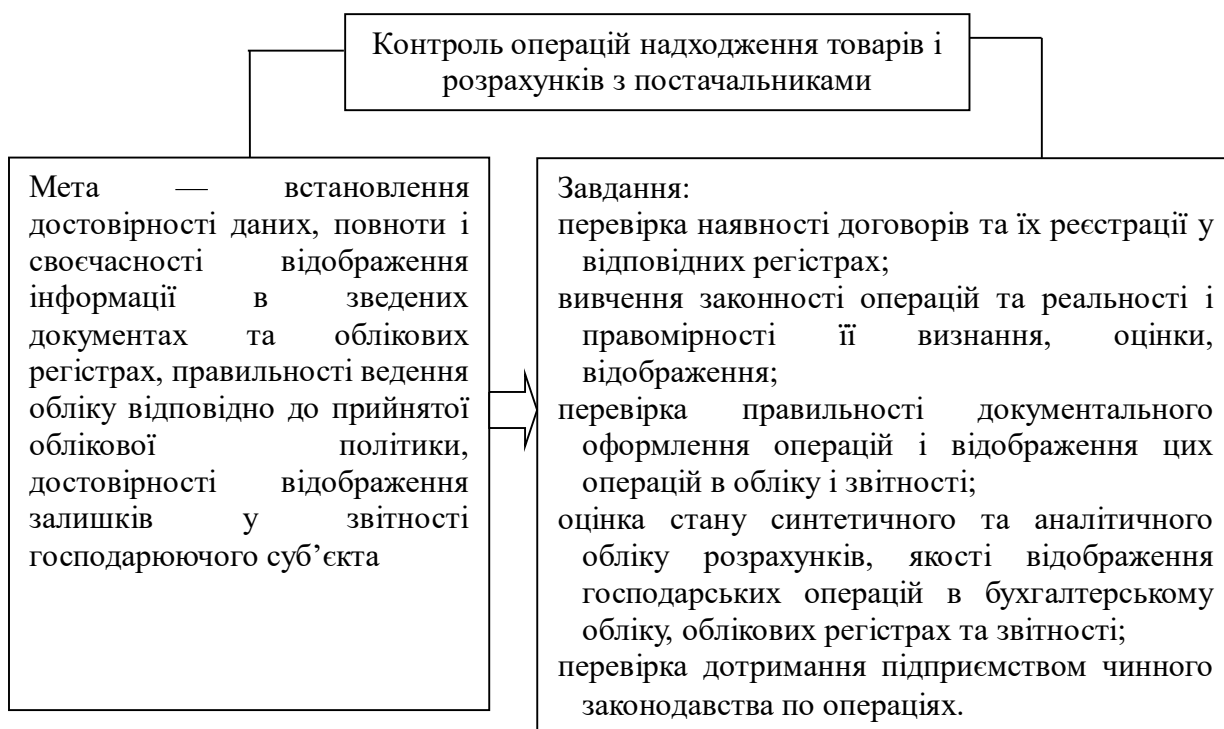 Контроль операцій надходження товарів і
розрахунків з постачальниками
Мета — встановлення
достовірності даних, повноти і
своєчасності відображення
інформації в зведених
документах та облікових
регістрах, правильності ведення
обліку відповідно до прийнятої
облікової політики,
достовірності відображення
залишків у звітності
господарюючого суб’єкта
Завдання:
перевірка наявності договорів та їх реєстрації у
відповідних регістрах;
вивчення законності операцій та реальності і
правомірності її визнання, оцінки,
відображення;
перевірка правильності документального
оформлення операцій і відображення цих
операцій в обліку і звітності;
оцінка стану синтетичного та аналітичного
обліку розрахунків, якості відображення
господарських операцій в бухгалтерському
обліку, облікових регістрах та звітності;
перевірка дотримання підприємством чинного
законодавства по операціях.